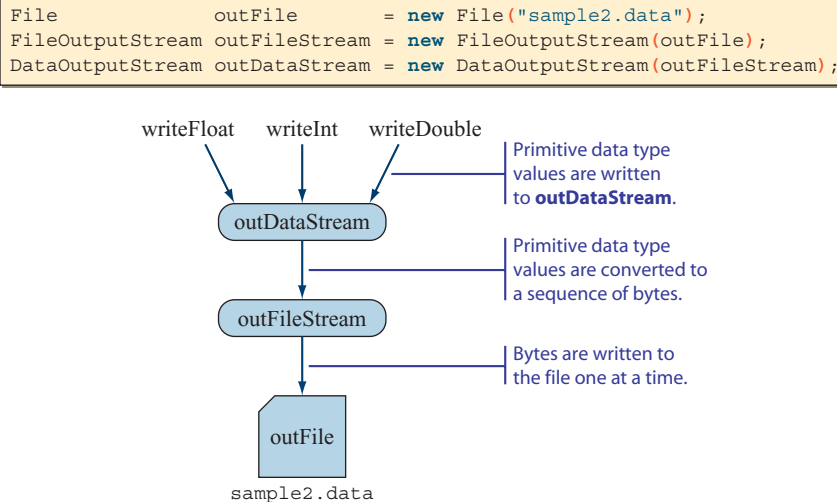 File             outFile       = new File("sample2.data");
FileOutputStream outFileStream = new FileOutputStream(outFile);
DataOutputStream outDataStream = new DataOutputStream(outFileStream);
writeFloat writeInt writeDouble
Primitive data type
values are written
to outDataStream.
outDataStream
Primitive data type
values are converted to
a sequence of bytes.
outFileStream
Bytes are written to
the file one at a time.
outFile
sample2.data